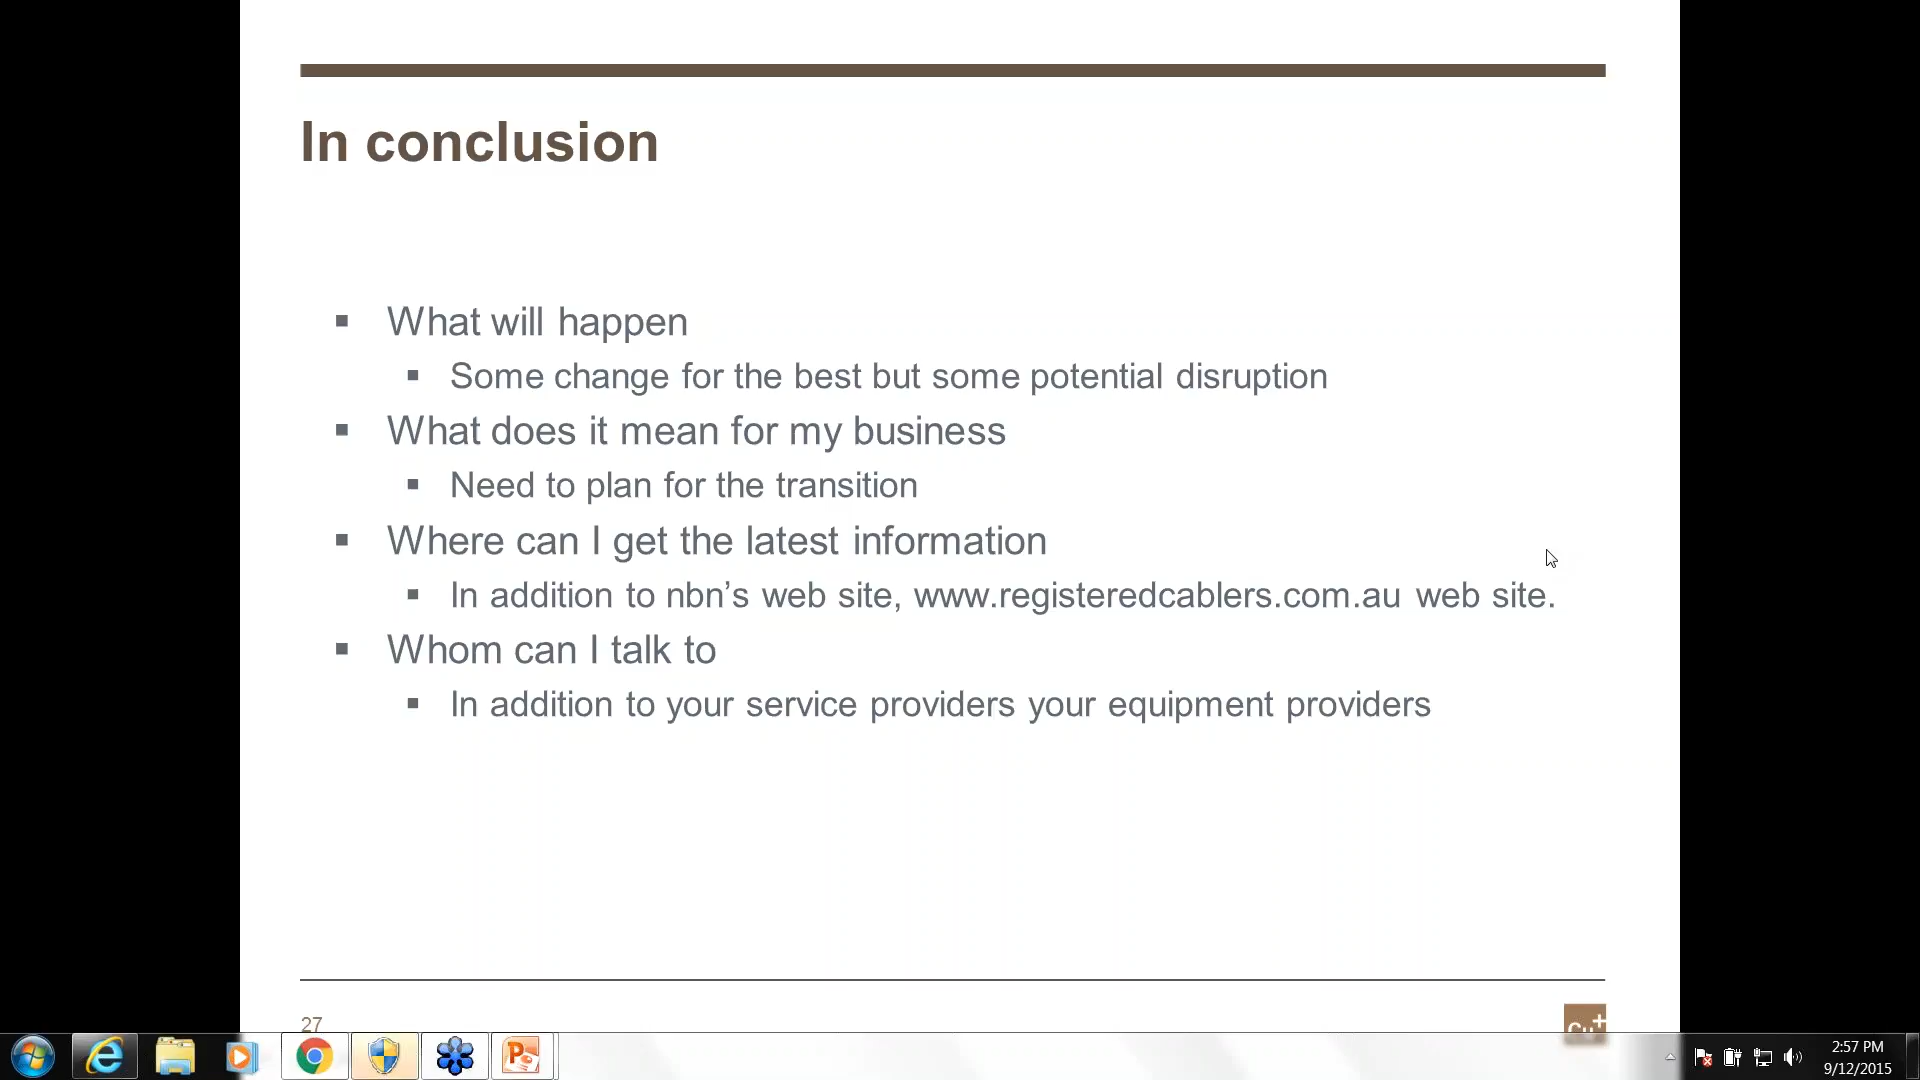 In conclusion
What will happen
Some change for the best but some potential disruption
What does it mean for my business
Need to plan for the transition
Where can I get the latest information
In addition to nbn’s web site, www.registeredcablers.com.au web site.
Whom can I talk to
In addition to your service providers your equipment providers
27
2:57 PM
9/12/2015